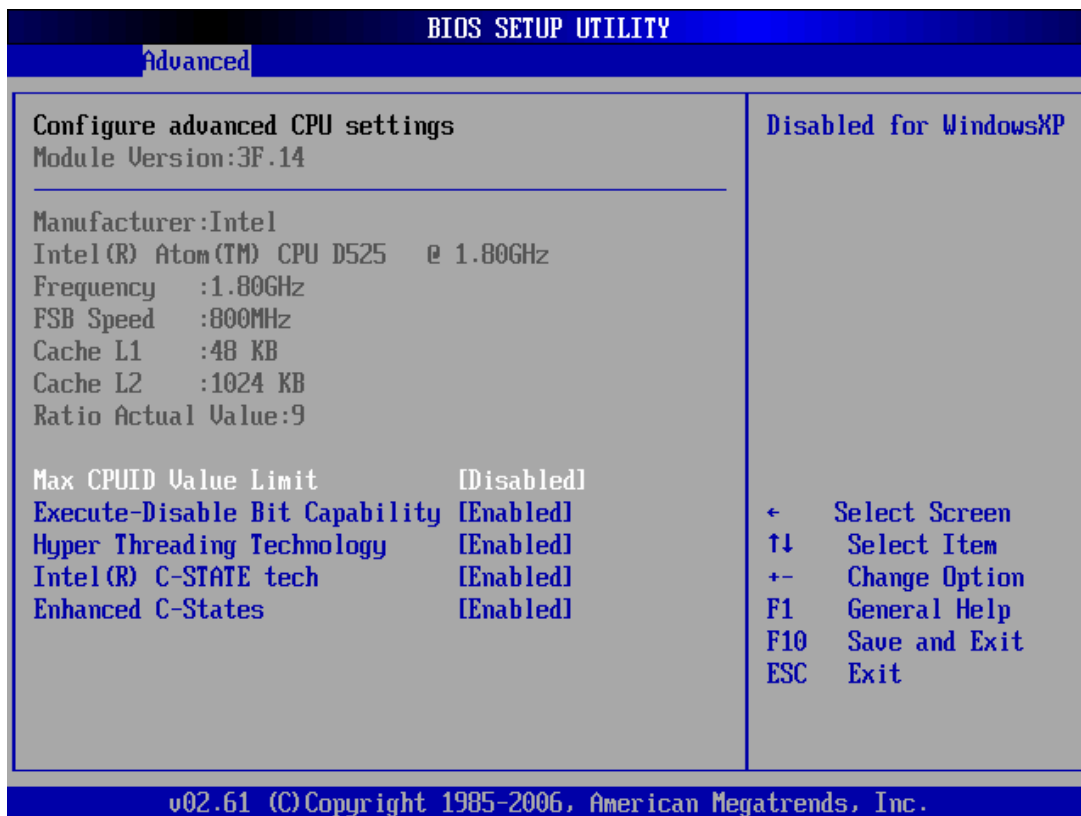 BIOS SETUP UTILITY
Advanced
Configure advanced CPU settings
Module Version:3F.14
Manufacturer:Intel
Intel(R) Atom(TM) CPU D525 @ 1.80GHz
Frequency :1.80GHz
FSB Speed :800MHz
Cache L1 :48 KB
Cache L2 :1024 KB
Ratio Actual Value:9
Max CPUID Value Limit [Disabled]
Execute-Disable Bit Capability [Enabled]
Hyper Threading Technology [Enabled]
Intel(R) C-STATE tech [Enabled]
Enhanced C-States [Enabled]
Disabled for WindowsXP
← Select Screen
↑↓ Select Item
+- Change Option
F1 General Help
F10 Save and Exit
ESC Exit
v02.61 (C)Copyright 1985-2006, American Megatrends, Inc.